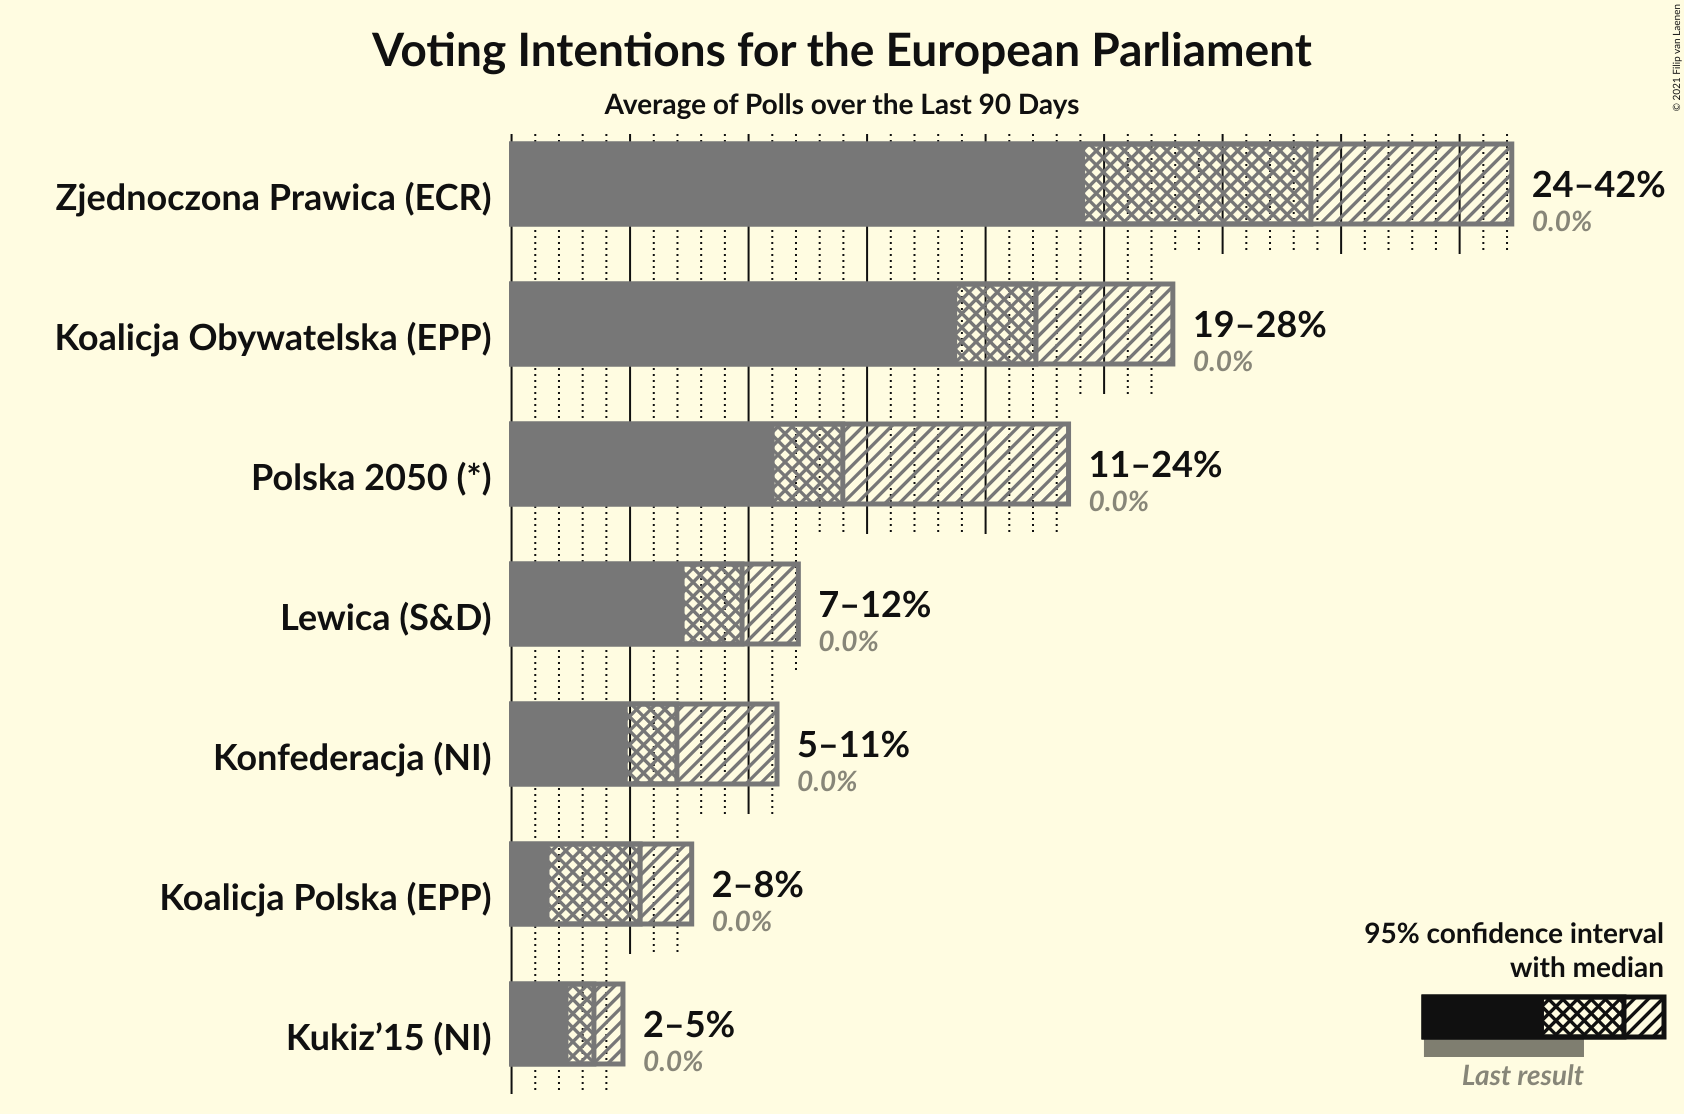 Voting Intentions for the European Parliament
Average of Polls over the Last 90 Days
© 2021 Filip van Laenen
Zjednoczona Prawica (ECR)
24–42%
0.0%
Koalicja Obywatelska (EPP)
19–28%
0.0%
Polska 2050 (*)
11–24%
0.0%
Lewica (S&D)
7–12%
0.0%
Konfederacja (NI)
5–11%
0.0%
Koalicja Polska (EPP)
2–8%
0.0%
Kukiz’15 (NI)
2–5%
0.0%
95% confidence interval
with median
Last result